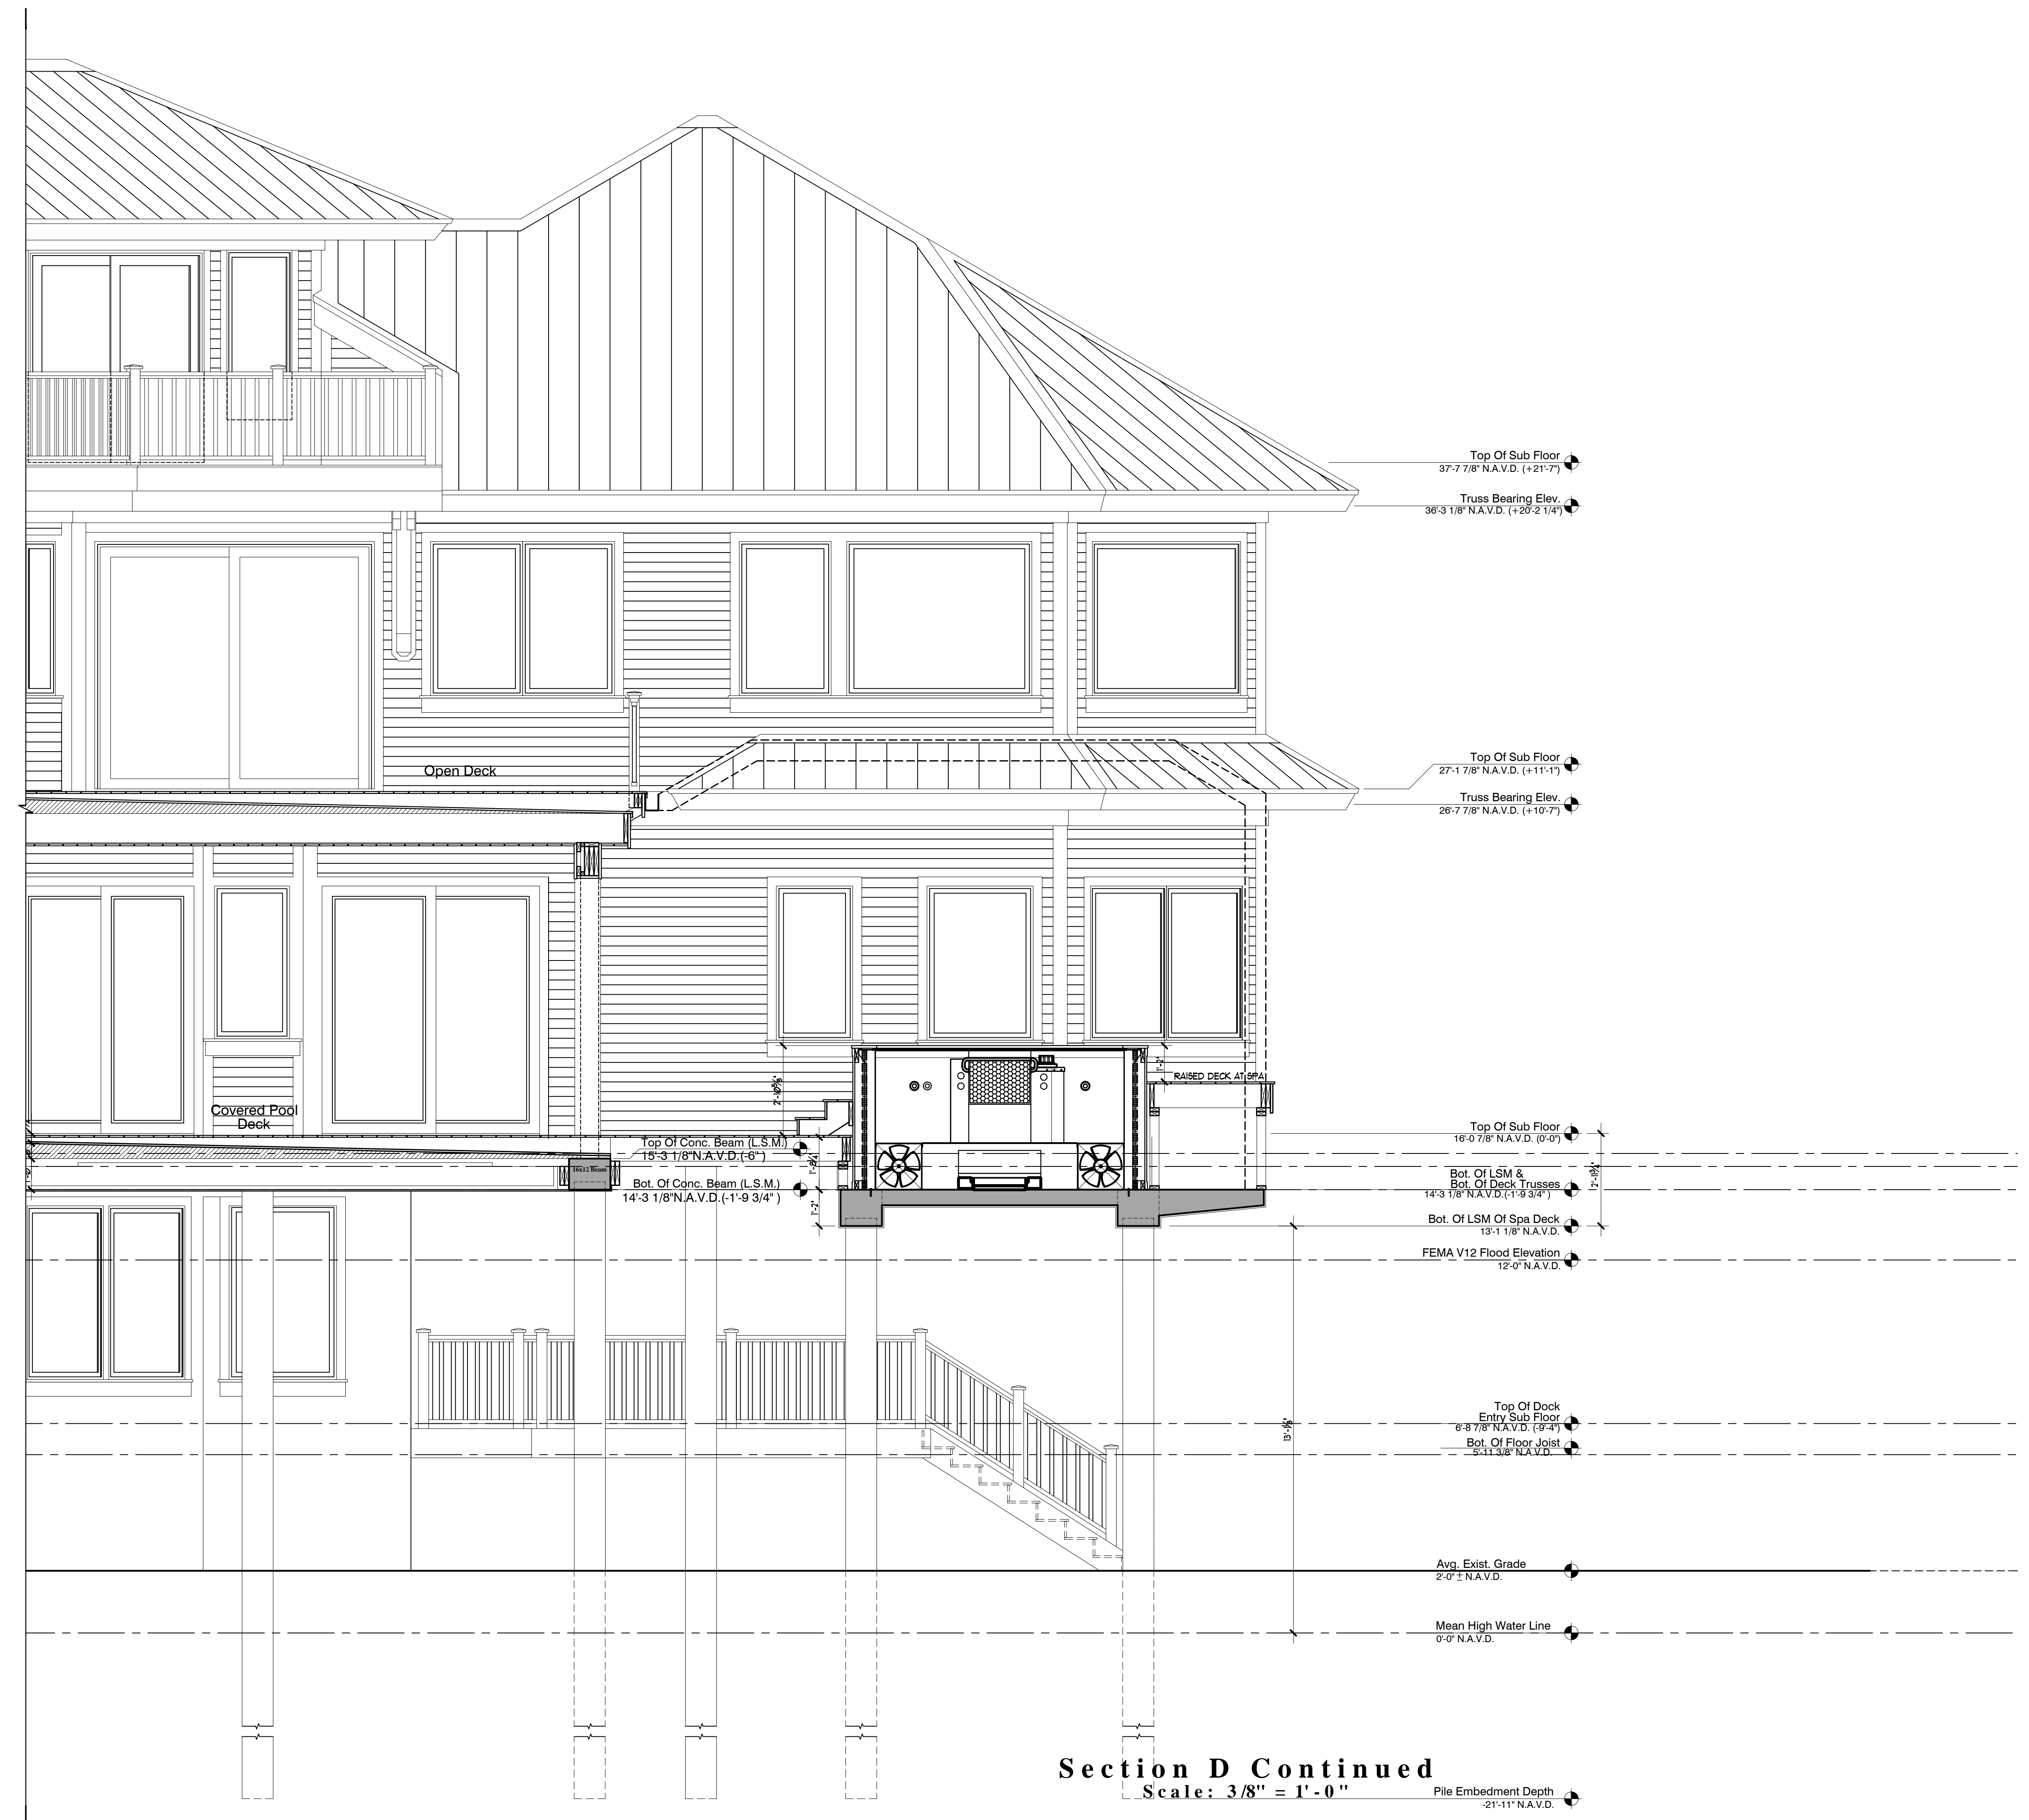 Top Of Sub Floor
37'-7 7/8" N.A.V.D. (+21'-7")
Truss Bearing Elev.
36'-3 1/8" N.A.V.D. (+20'-2 1/4")
Open Deck
Top Of Sub Floor
27'-1 7/8" N.A.V.D. (+11'-1")
Truss Bearing Elev.
26'-7 7/8" N.A.V.D. (+10'-7")
1'-2"
RAISED DECK AT SPA
Covered Pool
Deck
Top Of Conc. Beam (L.S.M.)
15'-3 1/8"N.A.V.D.(-6" )
16x12 Beam
Bot. Of Conc. Beam (L.S.M.)
14'-3 1/8"N.A.V.D.(-1'-9 3/4" )
1'-2"
Top Of Sub Floor
16'-0 7/8" N.A.V.D. (0'-0")
Bot. Of LSM &
Bot. Of Deck Trusses
14'-3 1/8" N.A.V.D.(-1'-9 3/4" )
Bot. Of LSM Of Spa Deck
13'-1 1/8" N.A.V.D.
FEMA V12 Flood Elevation
12'-0" N.A.V.D.
Top Of Dock
Entry Sub Floor
6'-8 7/8" N.A.V.D. (-9'-4")
Bot. Of Floor Joist
5'-11 3/8" N.A.V.D.
Avg. Exist. Grade
2'-0" ± N.A.V.D.
Mean High Water Line
0'-0" N.A.V.D.
Section D Continued
Scale: 3/8" = 1'-0"
Pile Embedment Depth
-21'-11" N.A.V.D.